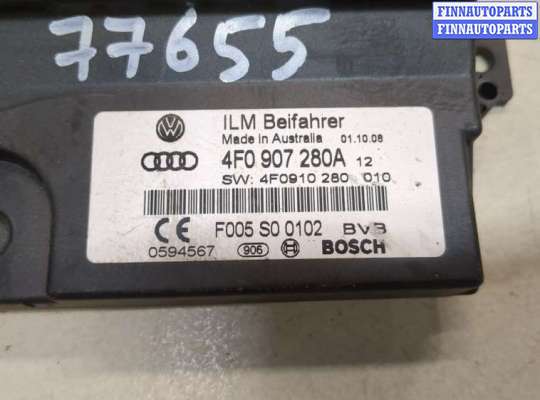 FINNAUTOPARTS
FINNAUTOPARTS
77655
ILM Beifahrer
Made in Australia 01.10.08
4F0 907 280A 12
SW: 4F0910 280 010
F005 S0 0102 BVB
CE
0594567 906 BOSCH